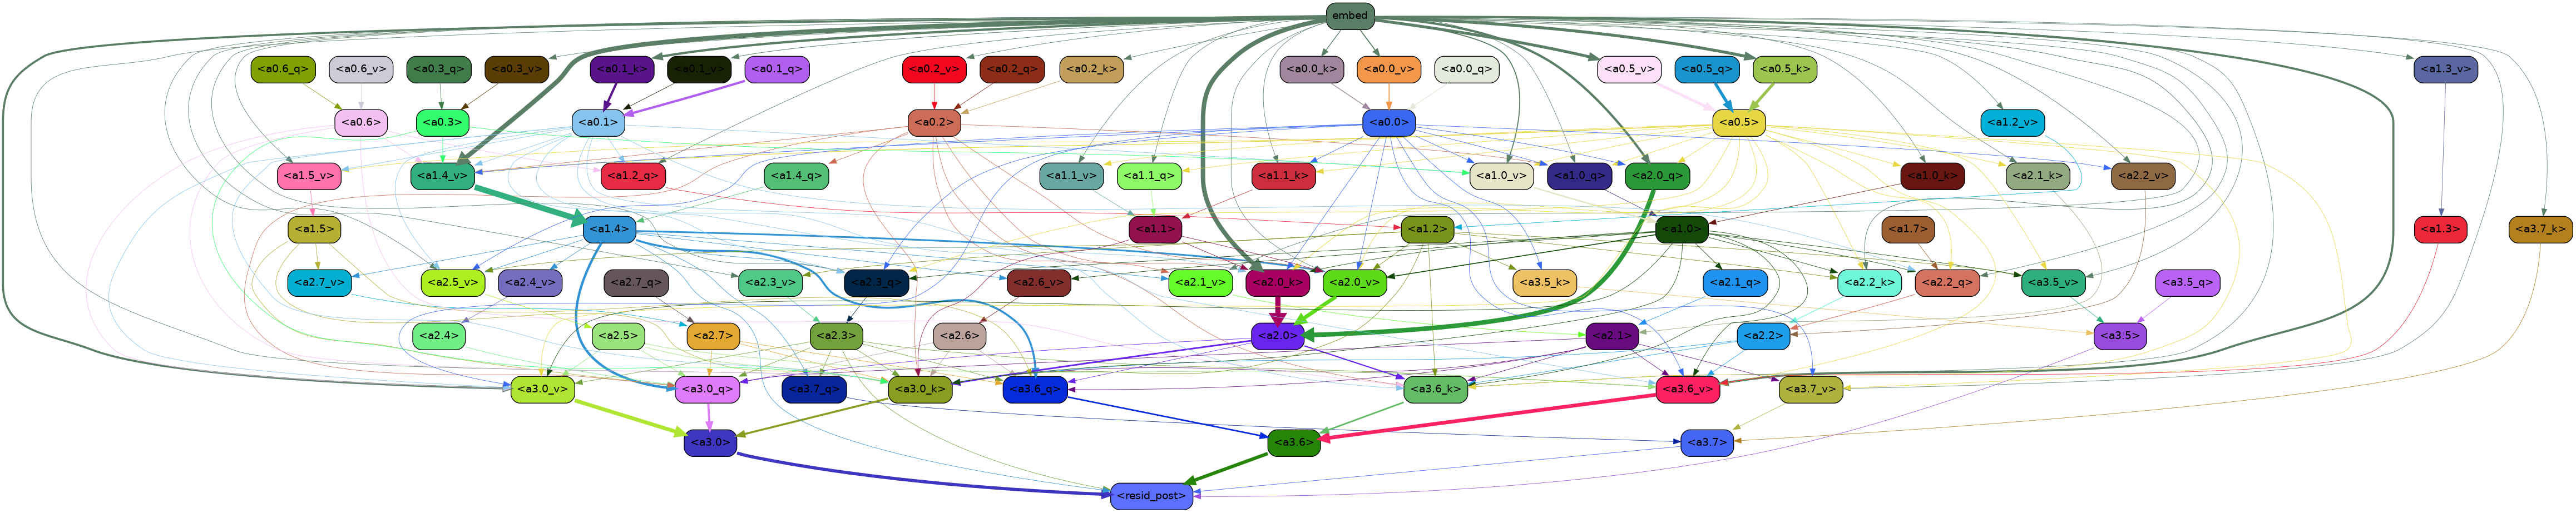 embed
<a0.6_q> <a0.6_v> <a0.3_q> <a0.3_v> <a0.1_k> <a0.1_v> <a0.1_q> <a0.2_v> <a0.2_q> <a0.2_k> <a0.0_k> <a0.0_v> <a0.0_q> <a0.5_v> <a0.5_q> <a0.5_k> <a1.3_v>
<a0.6> <a0.3> <a0.1> <a0.2> <a0.0> <a0.5> <a1.2_v>
<a1.5_v> <a1.4_v> <a1.2_q> <a1.4_q> <a1.1_v> <a1.1_q> <a1.1_k> <a1.0_v> <a1.0_q> <a2.0_q> <a1.0_k> <a2.1_k> <a2.2_v>
<a1.5> <a1.4> <a1.1> <a1.2> <a1.0> <a1.7> <a1.3> <a3.7_k>
<a2.7_v> <a2.5_v> <a2.4_v> <a2.7_q> <a2.3_v> <a2.3_q> <a2.6_v> <a2.1_v> <a2.0_k> <a2.0_v> <a3.5_k> <a2.1_q> <a2.2_k> <a2.2_q> <a3.5_v> <a3.5_q>
<a2.4> <a2.5> <a2.7> <a2.3> <a2.6> <a2.0> <a2.1> <a2.2> <a3.5>
<a3.0_v> <a3.0_q> <a3.7_q> <a3.0_k> <a3.6_q> <a3.6_k> <a3.6_v> <a3.7_v>
<a3.0> <a3.6> <a3.7>
<resid_post>